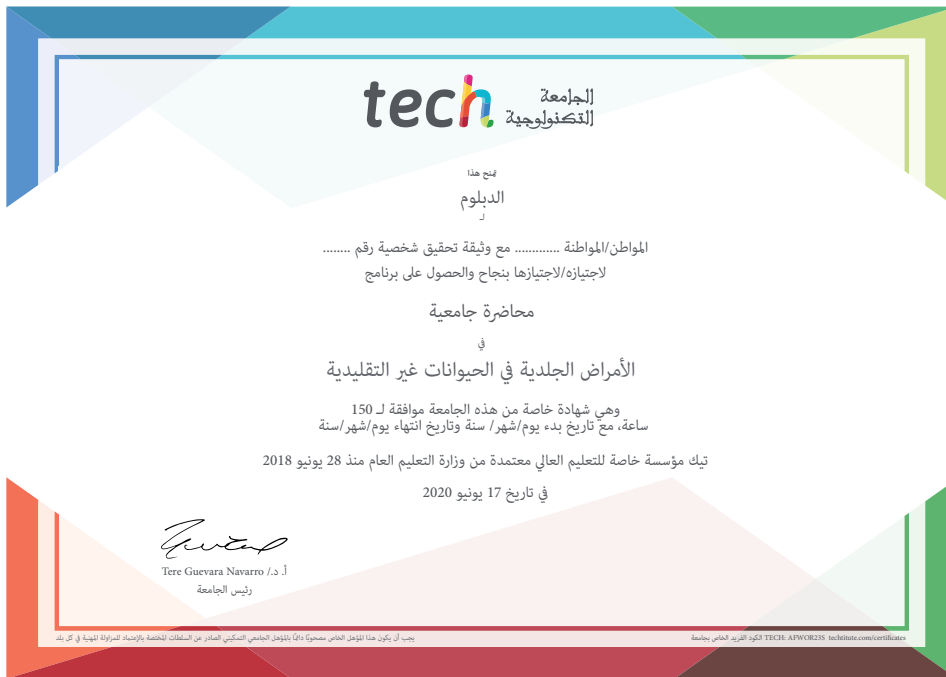 tech الجامعة
التكنولوجية
يمنح هذا
الدبلوم
لـ
المواطن/المواطنة ............. مع وثيقة تحقيق شخصية رقم ........
لاجتيازه/لاجتيازها بنجاح والحصول على برنامج
محاضرة جامعية
في
الأمراض الجلدية في الحيوانات غير التقليدية
وهي شهادة خاصة من هذه الجامعة موافقة لـ 150
ساعة، مع تاريخ بدء يوم/شهر/ سنة وتاريخ انتهاء يوم/شهر/سنة
تيك مؤسسة خاصة للتعليم العالي معتمدة من وزارة التعليم العام منذ 28 يونيو 2018
في تاريخ 17 يونيو 2020
أ. د./ Tere Guevara Navarro
رئيس الجامعة
يجب أن يكون هذا المؤهل الخاص مصحوبًا دائمًا بالمؤهل الجامعي التمكيني الصادر عن السلطات المختصة بالإعتماد للمزاولة المهنية في كل بلد
الكود الفريد الخاص بجامعة TECH: AFWOR23S techtitute.com/certificates